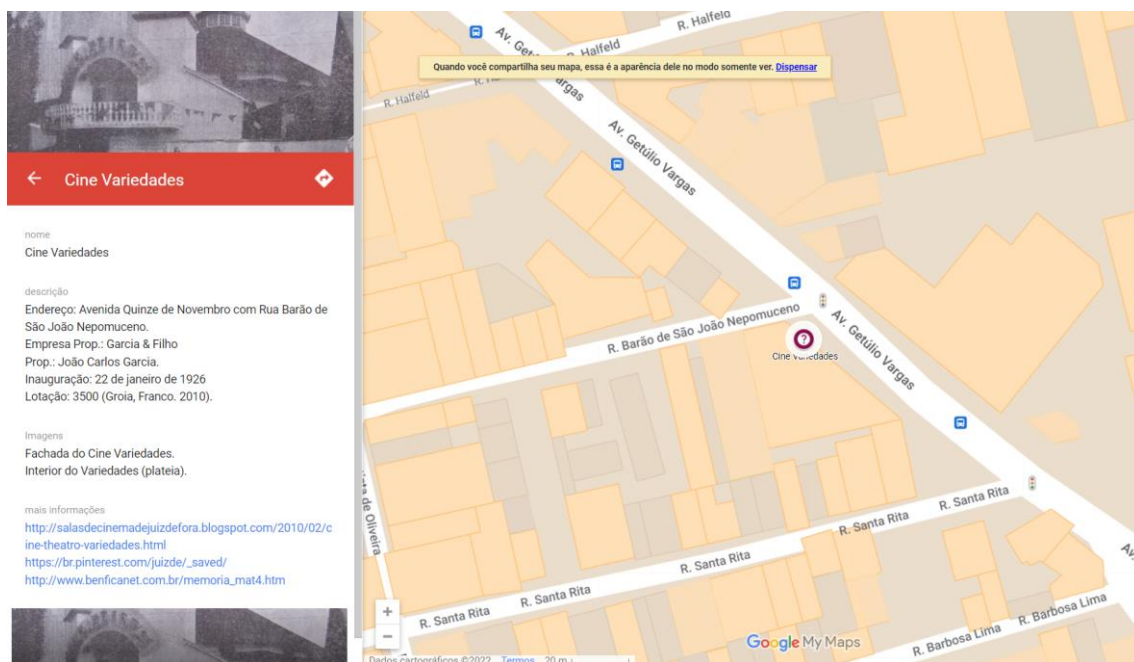 Cine Variedades
nome
Cine Variedades
descrição
Endereço: Avenida Quinze de Novembro com Rua Barão de
São João Nepomuceno.
Empresa Prop.: Garcia & Filho
Prop.: João Carlos Garcia.
Inauguração: 22 de janeiro de 1926
Lotação: 3500 (Groia, Franco. 2010).
Imagens
Fachada do Cine Variedades.
Interior do Variedades (plateia).
mais informações
http://salasdecinemadejuizdefora.blogspot.com/2010/02/c
ine-theatro-variedades.html
https://br.pinterest.com/juizde/_saved/
http://www.benficanet.com.br/memoria_mat4.htm
R. Halfeld
Halfeld
Quando você compartilha seu mapa, essa é a aparência dele no modo somente ver. Dispensar
R. Halfeld
Av. Getúlio Vargas
R. Barão de São João Nepomuceno
Av. Getúlio Vargas
Cine Variedades
de Oliveira
R. Santa Rita
R. Santa Rita
R. Santa Rita
R. Santa Rita
R. Santa Rita
Av.
+
−
Google My Maps
R. Barbosa Lima
R. Barbosa Lima
Dados cartográficos ©2022 Termos 20 m